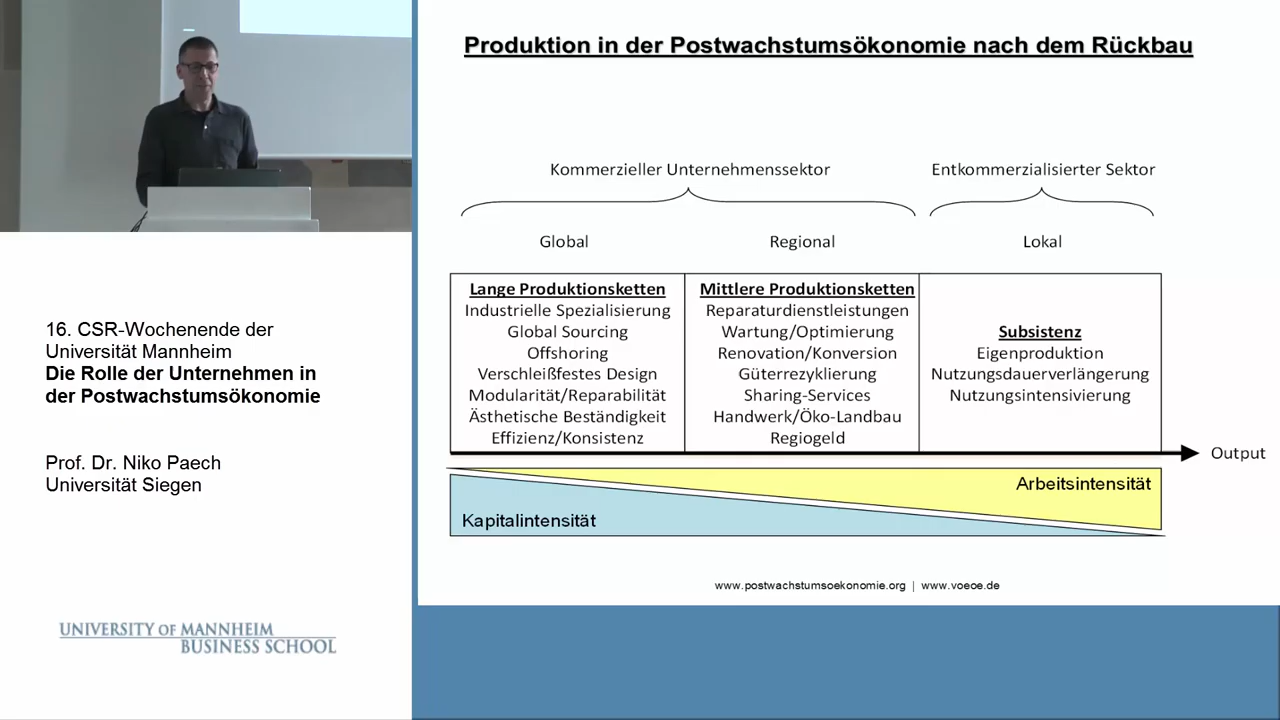 Produktion in der Postwachstumsökonomie nach dem Rückbau
Kommerzieller Unternehmenssektor
Entkommerzialisierter Sektor
Global
Regional
Lokal
Lange Produktionsketten
Industrielle Spezialisierung
Global Sourcing
Offshoring
Verschleißfestes Design
Modularität/Reparabilität
Ästhetische Beständigkeit
Effizienz/Konsistenz
Mittlere Produktionsketten
Reparaturdienstleistungen
Wartung/Optimierung
Renovation/Konversion
Güterrezyklierung
Sharing-Services
Handwerk/Öko-Landbau
Regiogeld
Subsistenz
Eigenproduktion
Nutzungsdauerverlängerung
Nutzungsintensivierung
Output
Arbeitsintensität
Kapitalintensität
www.postwachstumsoekonomie.org | www.voeoe.de
16. CSR-Wochenende der
Universität Mannheim
Die Rolle der Unternehmen in
der Postwachstumsökonomie
Prof. Dr. Niko Paech
Universität Siegen
UNIVERSITY OF MANNHEIM
BUSINESS SCHOOL